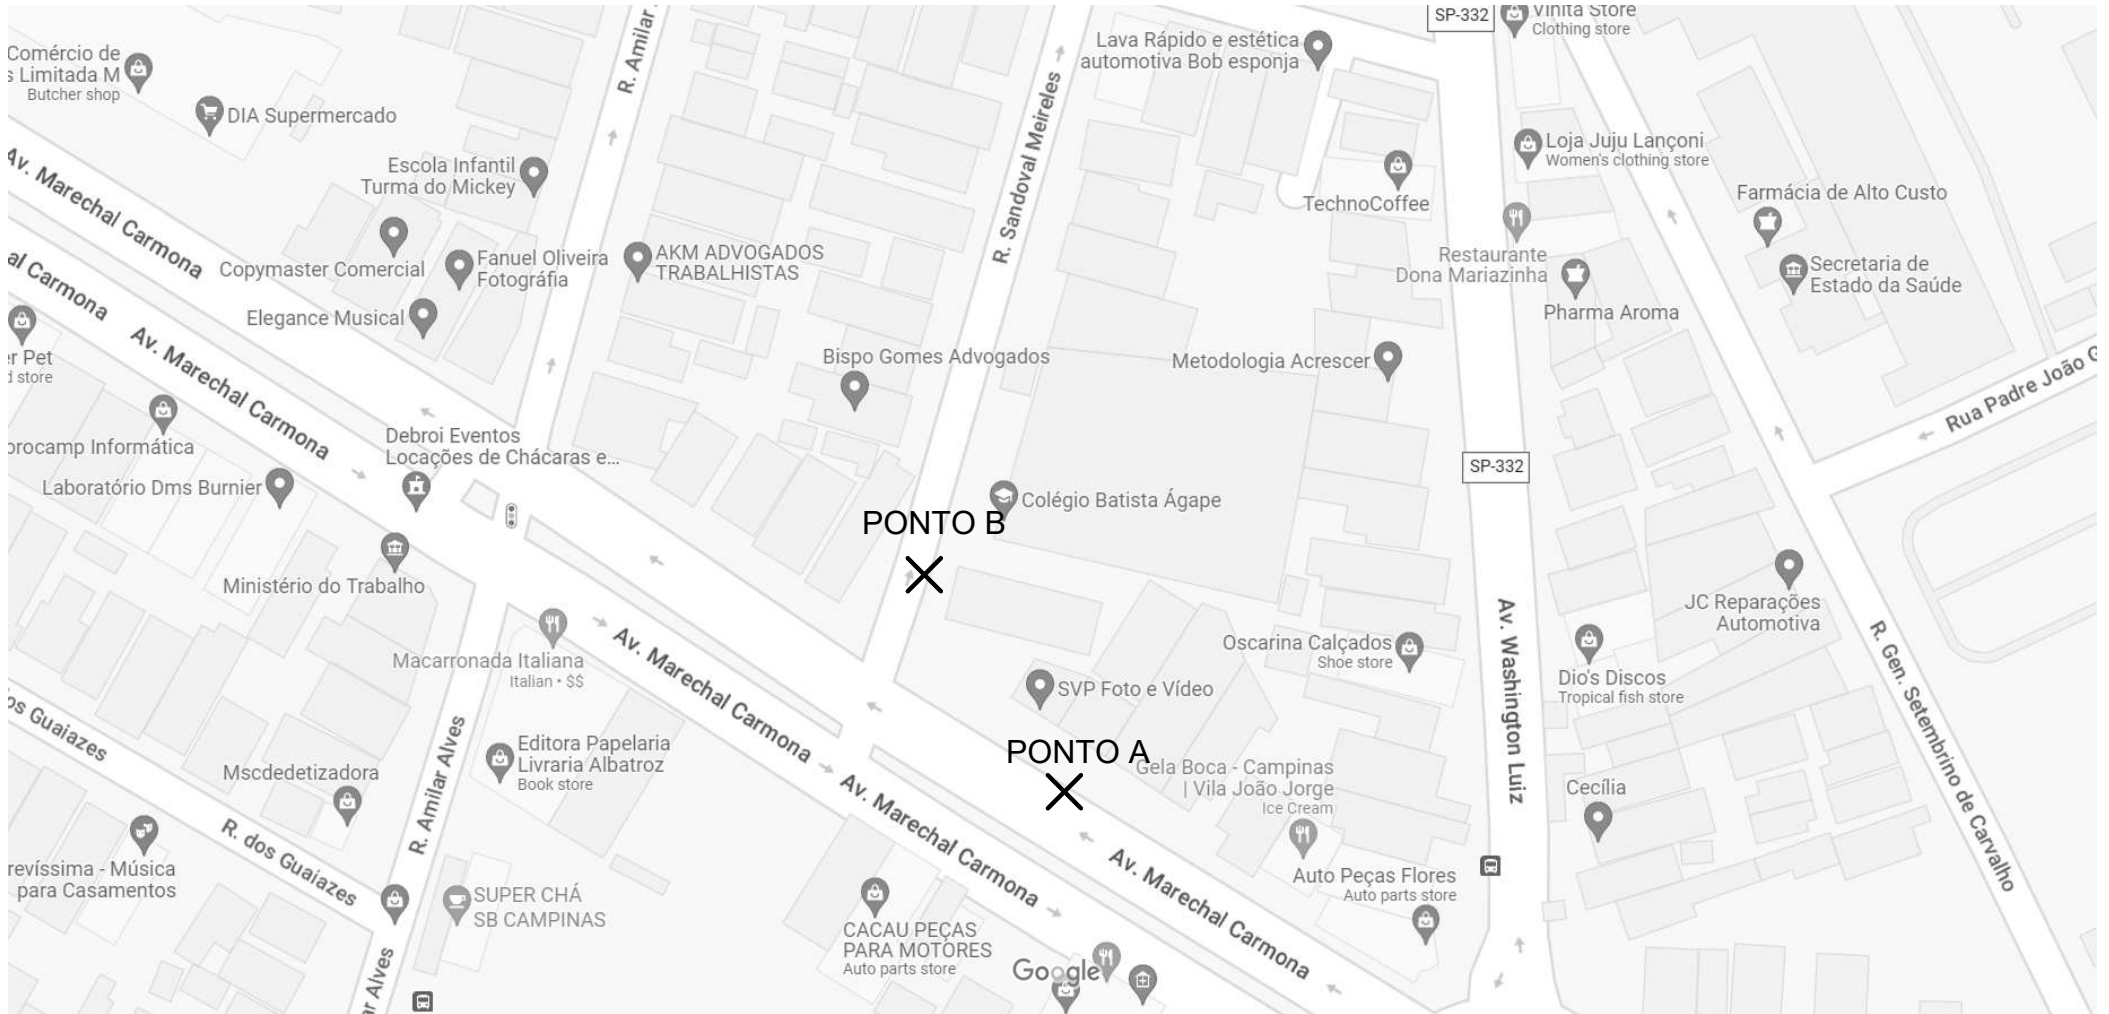 SP-332
Vinita Store
Clothing store
R. Amilar
Comércio de
s Limitada M
Butcher shop
DIA Supermercado
Lava Rápido e estética
automotiva Bob esponja
R. Sandoval Meireles
Escola Infantil
Turma do Mickey
Loja Juju Lançoni
Women's clothing store
TechnoCoffee
Farmácia de Alto Custo
Av. Marechal Carmona
Copymaster Comercial
Fanuel Oliveira
Fotográfia
AKM ADVOGADOS
TRABALHISTAS
Restaurante
Dona Mariazinha
Secretaria de
Estado da Saúde
al Carmona
Elegance Musical
Pharma Aroma
er Pet
d store
Av. Marechal Carmona
Bispo Gomes Advogados
Metodologia Acrescer
Rua Padre João G
orocamp Informática
Debroi Eventos
Locações de Chácaras e...
SP-332
Laboratório Dms Burnier
Colégio Batista Ágape
PONTO B
Ministério do Trabalho
JC Reparações
Automotiva
Macarronada Italiana
Italian • $$
Av. Marechal Carmona
Oscarina Calçados
Shoe store
Av. Washington Luiz
Dio's Discos
Tropical fish store
R. Gen. Setembrino de Carvalho
SVP Foto e Vídeo
os Guaiazes
R. Amilar Alves
Editora Papelaria
Livraria Albatroz
Book store
PONTO A
Gela Boca - Campinas
| Vila João Jorge
Ice Cream
Mscdedetizadora
Cecília
Av. Marechal Carmona
Av. Marechal Carmona
R. dos Guaiazes
revíssima - Música
para Casamentos
SUPER CHÁ
SB CAMPINAS
Auto Peças Flores
Auto parts store
CACAU PEÇAS
PARA MOTORES
Auto parts store
ar Alves
Google